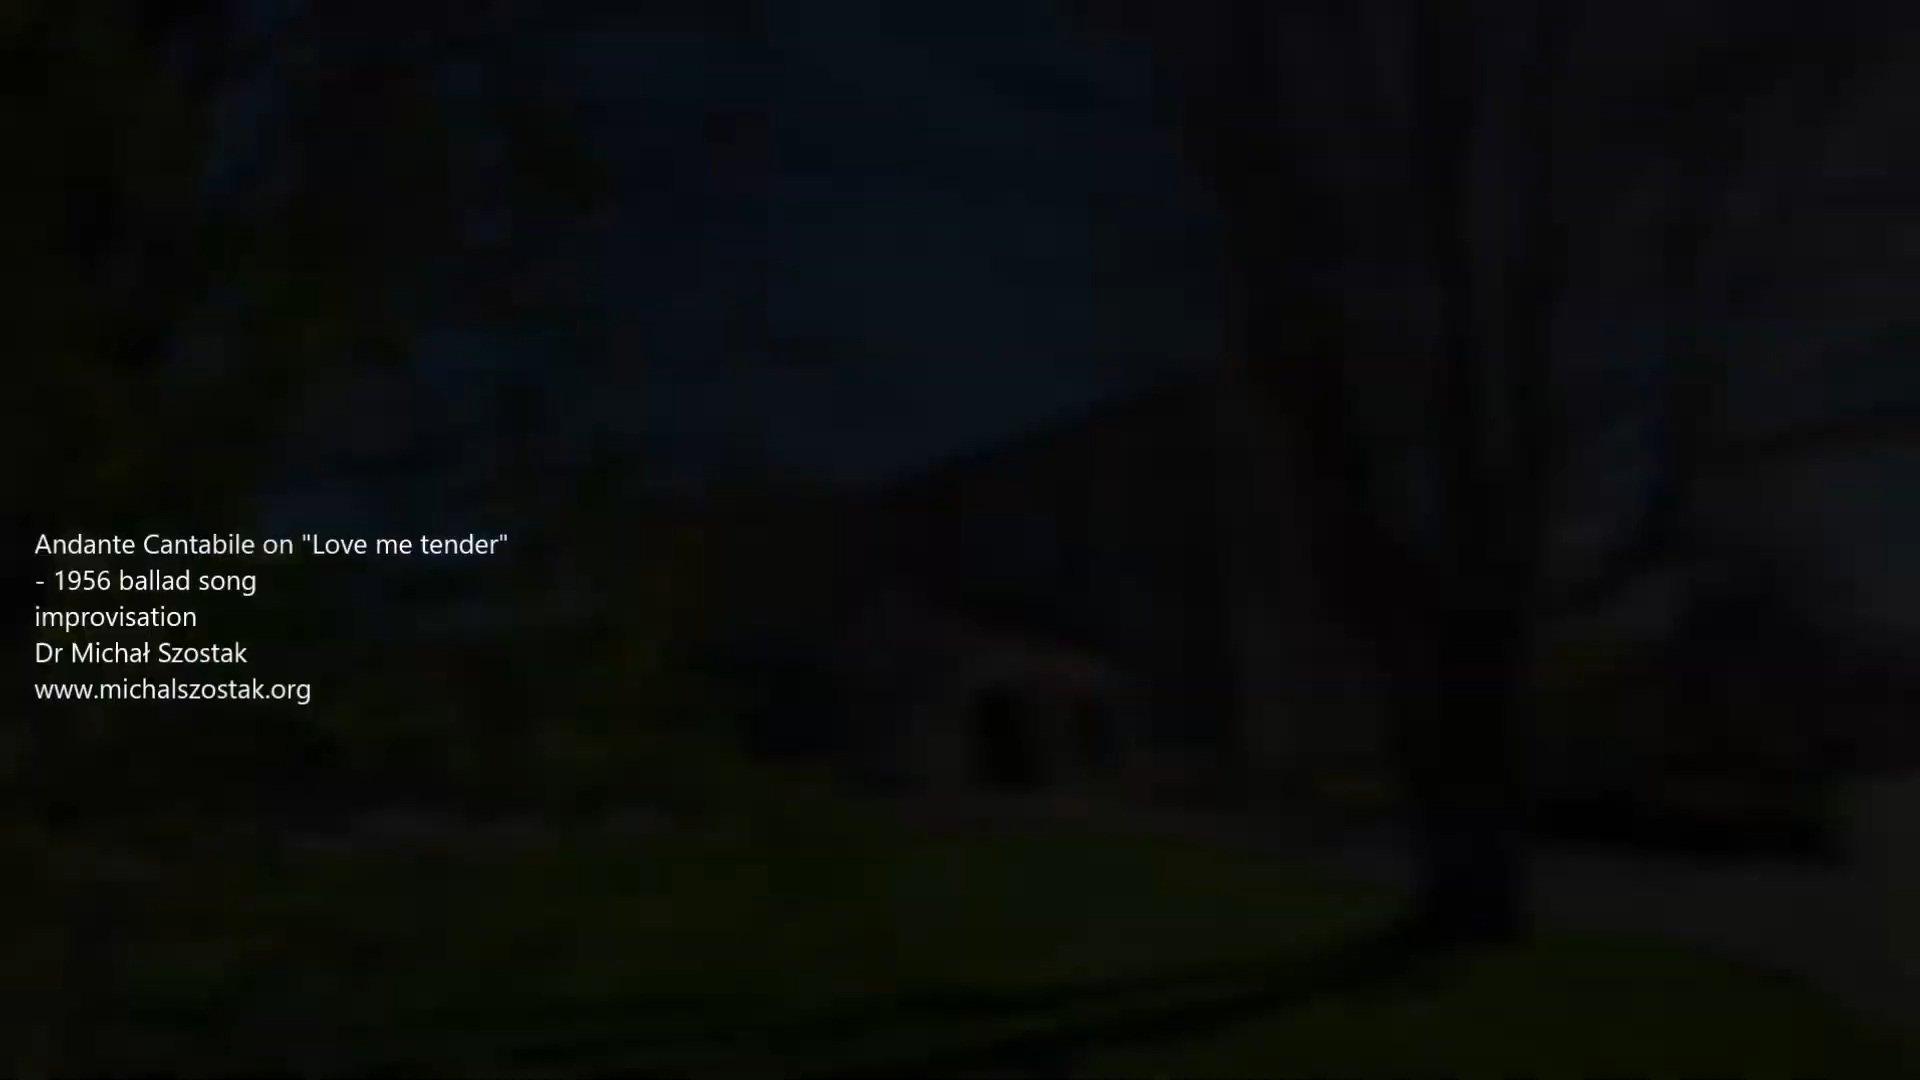 Andante Cantabile on "Love me tender"
- 1956 ballad song
improvisation
Dr Michał Szostak
www.michalszostak.org